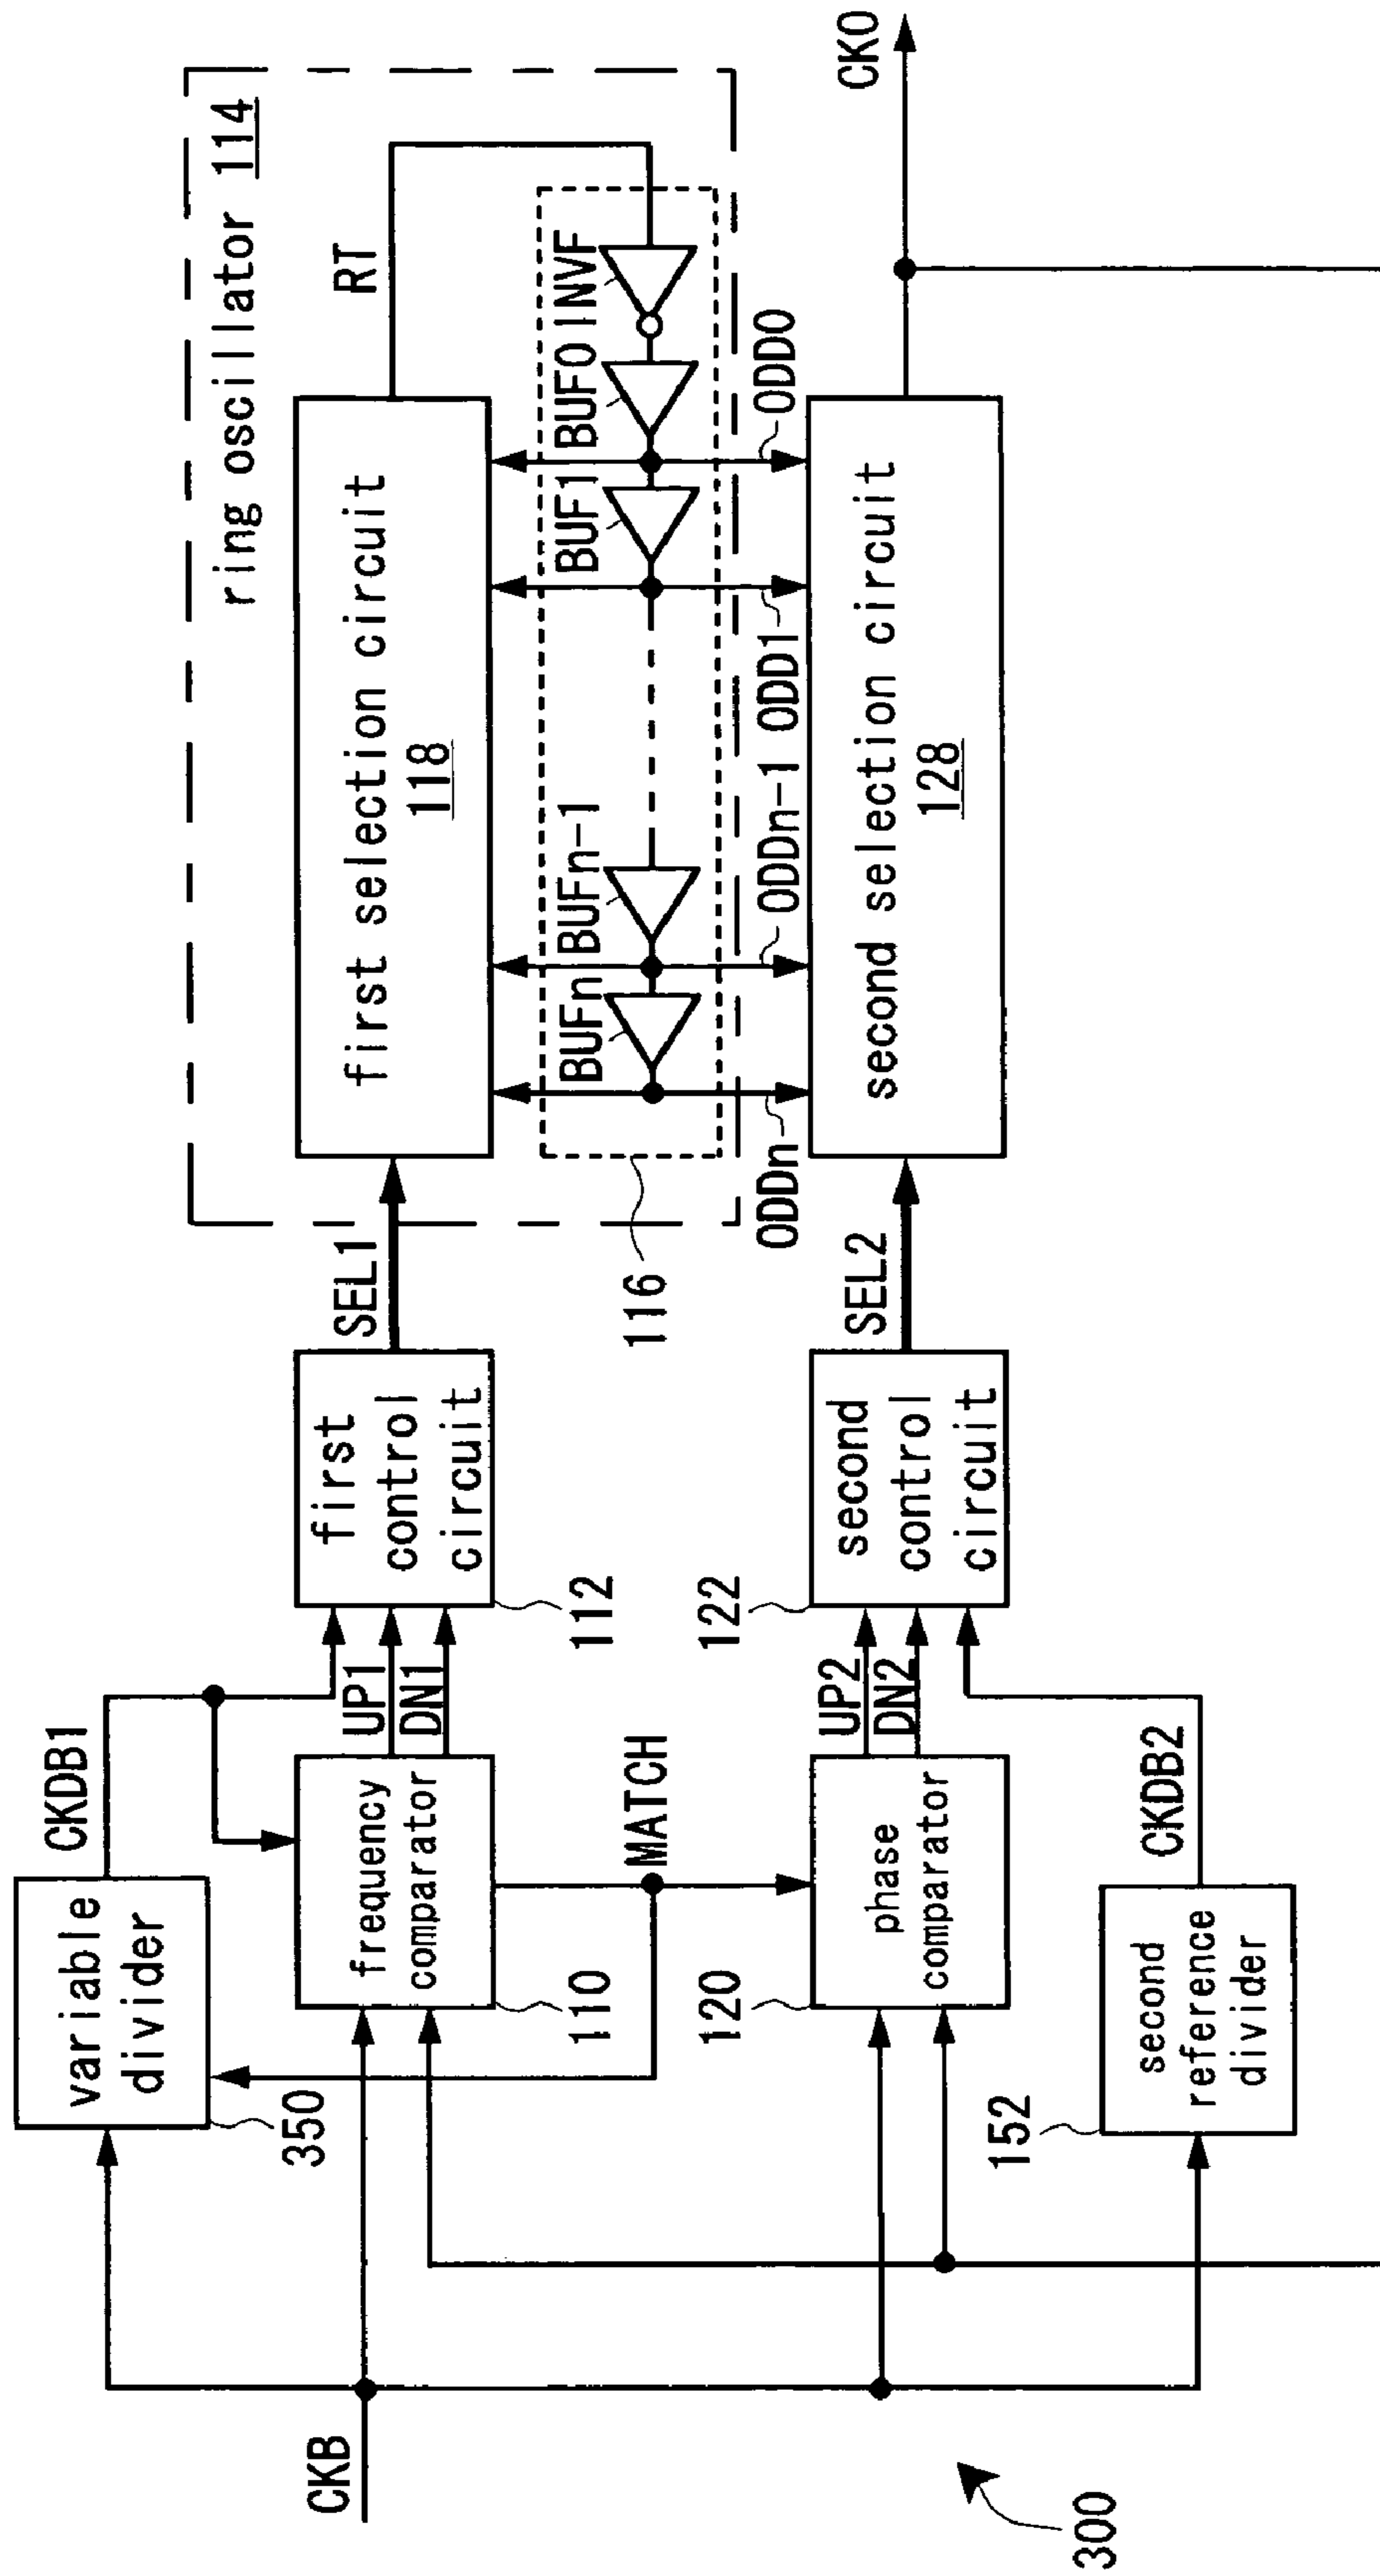 CKB
300
variable
divider
350
CKDB1
frequency
comparator
110
UP1
DN1
MATCH
phase
comparator
120
UP2
DN2
second
reference
divider
152
CKDB2
first
control
circuit
112
SEL1
second
control
circuit
122
SEL2
ring oscillator 114
first selection circuit
118
RT
116
BUFn
BUFn-1
BUF1
BUF0
INVF
ODDn
ODDn-1
ODD1
ODD0
second selection circuit
128
CKO